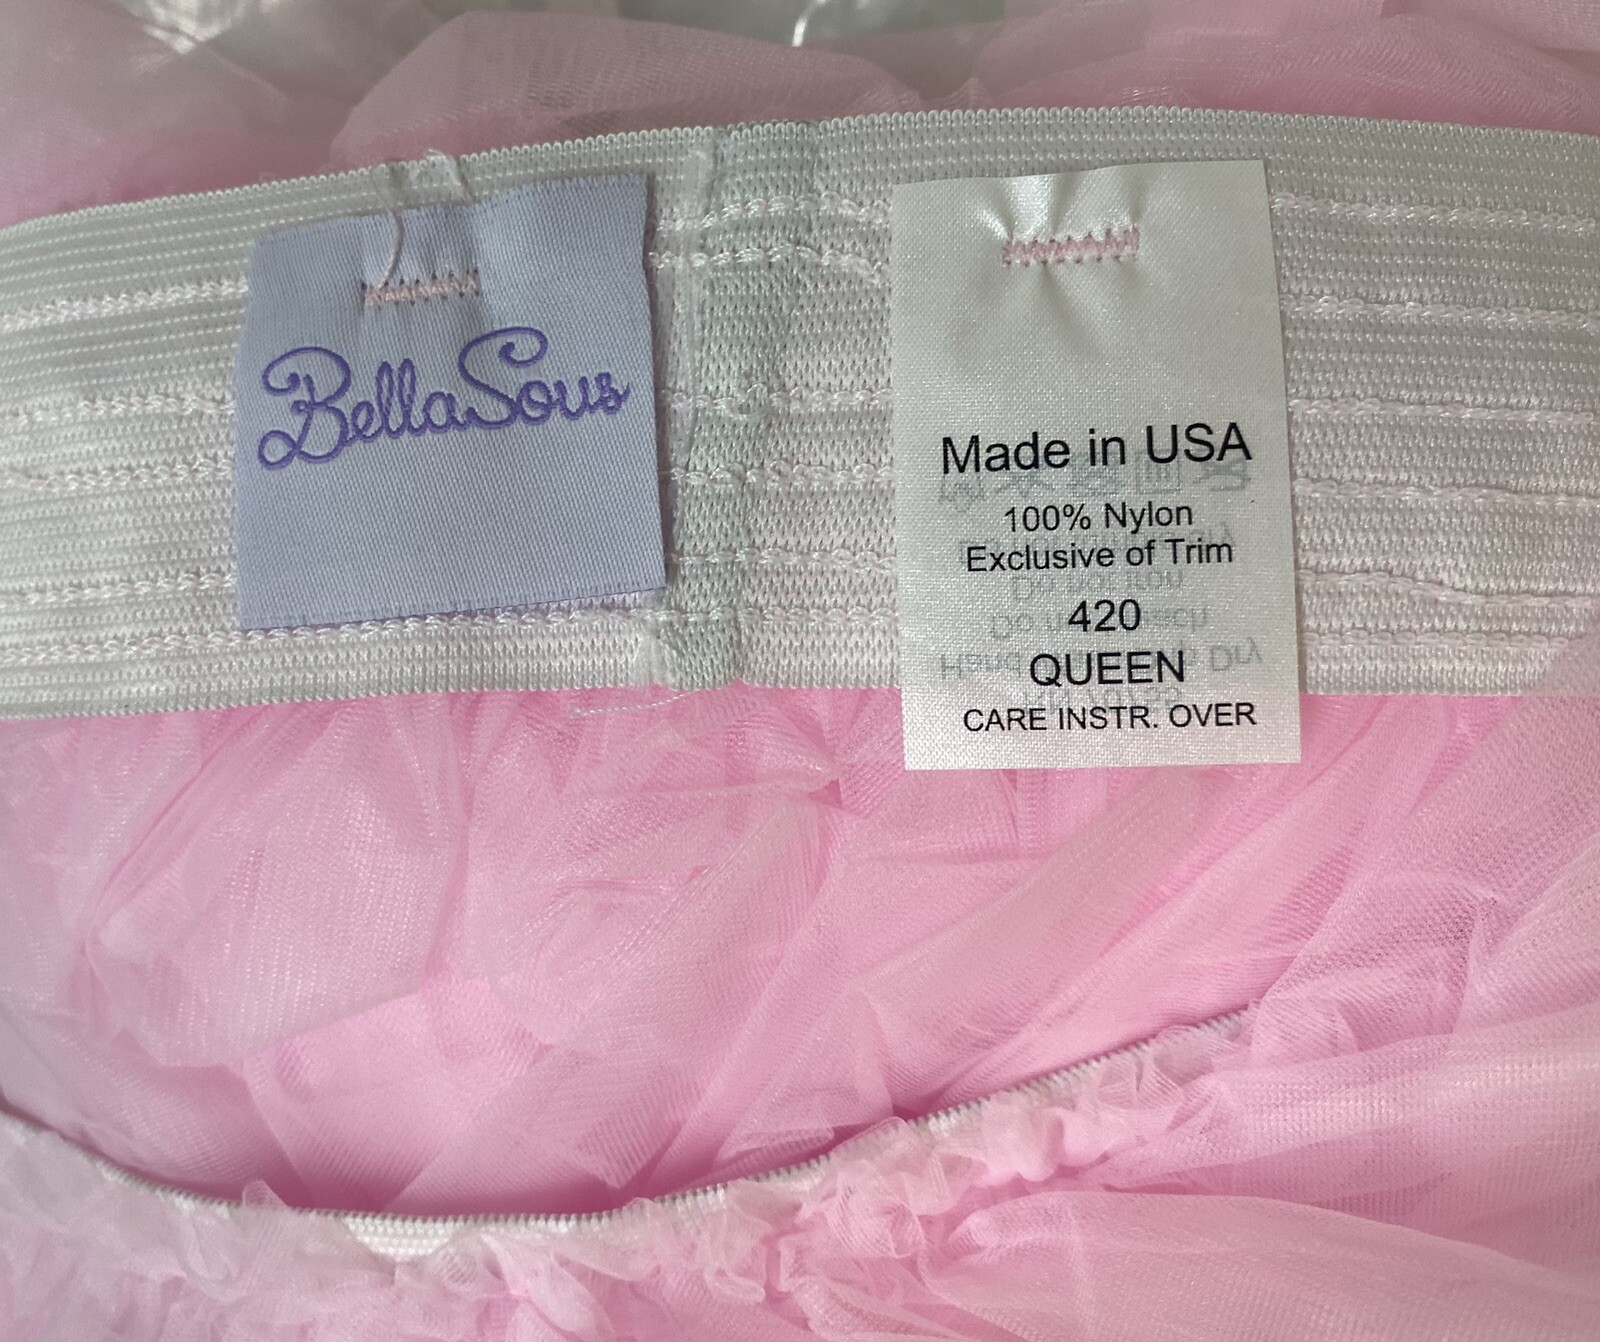 BellaSous
Made in USA
100% Nylon
Exclusive of Trim
420
QUEEN
CARE INSTR. OVER